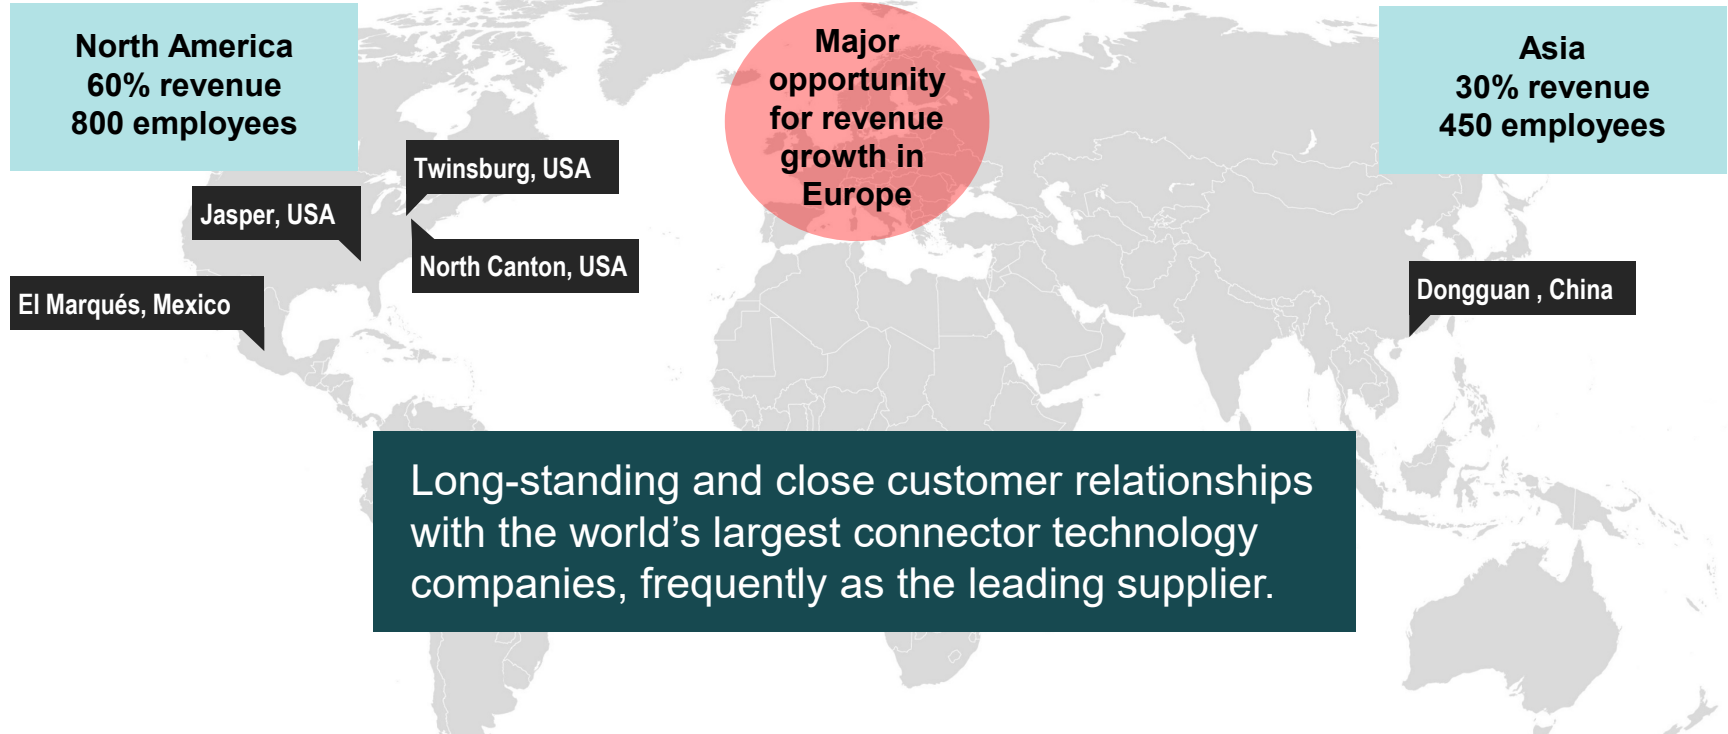 North America
60% revenue
800 employees
Major
opportunity
for revenue
growth in
Europe
Asia
30% revenue
450 employees
Twinsburg, USA
Jasper, USA
North Canton, USA
El Marqués, Mexico
Dongguan , China
Long-standing and close customer relationships
with the world’s largest connector technology
companies, frequently as the leading supplier.